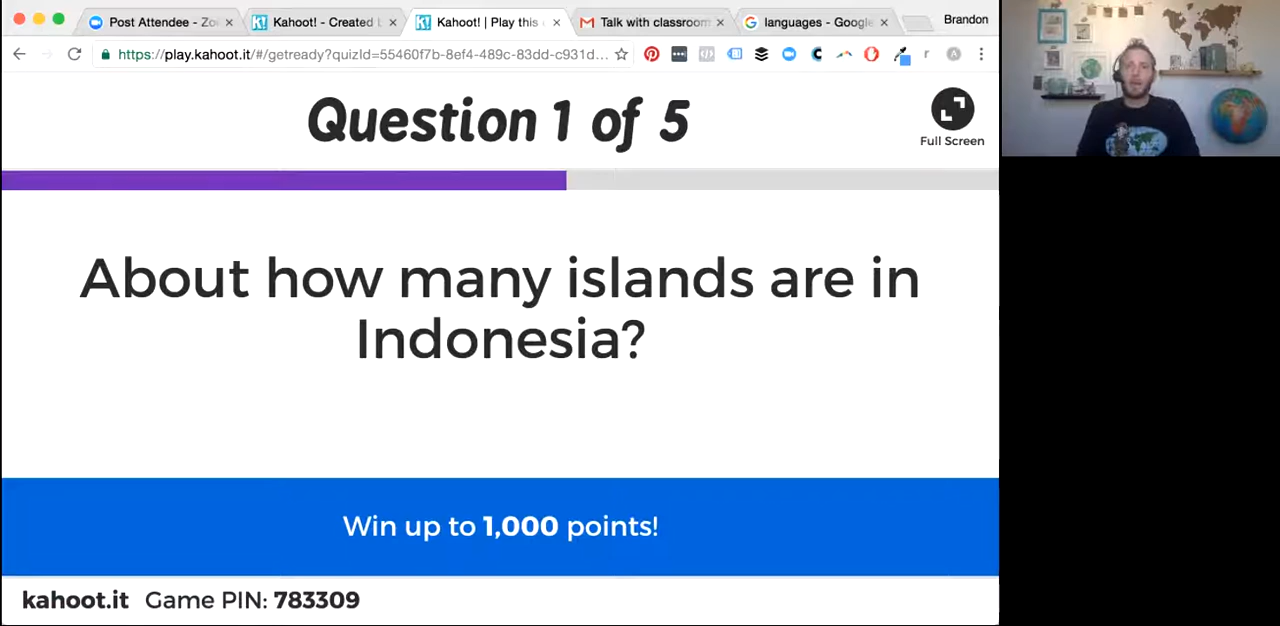 Post Attendee - Zoo
Kahoot! - Created L
Kahoot! | Play this
Talk with classroom
languages - Google
Brandon
https://play.kahoot.it/#/getready?quizId=55460f7b-8ef4-489c-83dd-c931d...
Question 1 of 5
Full Screen
About how many islands are in
Indonesia?
Win up to 1,000 points!
kahoot.it Game PIN: 783309